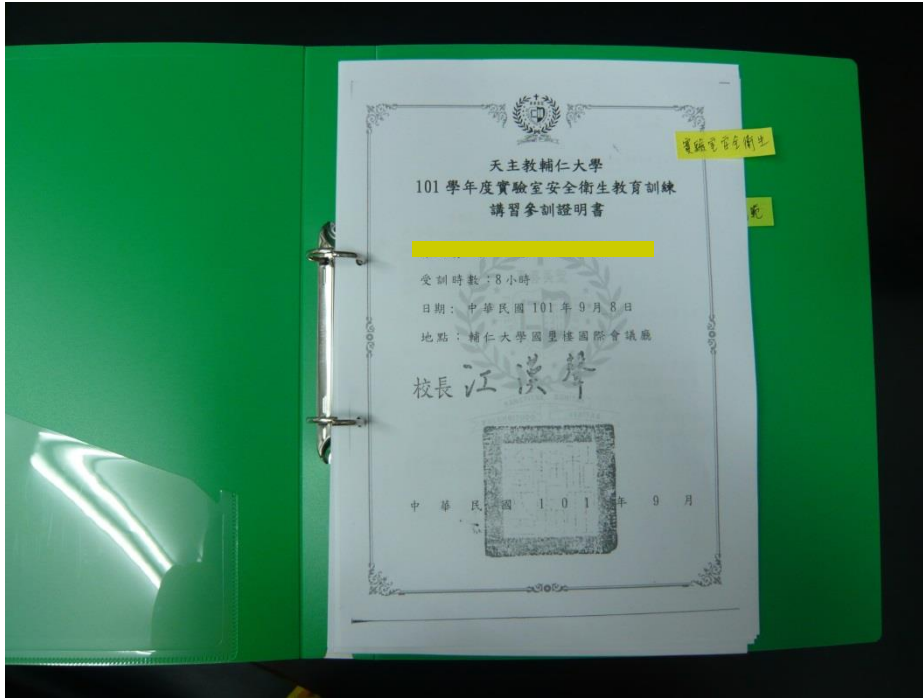 天主教輔仁大學
101 學年度實驗室安全衛生教育訓練
講習參訓證明書
受訓時數：8小時
日期：中華民國 101 年 9 月 8 日
地點：輔仁大學國璽樓國際會議廳
校長 江漢聲
中華民國 101 年 9 月
實驗室安全衛生
範